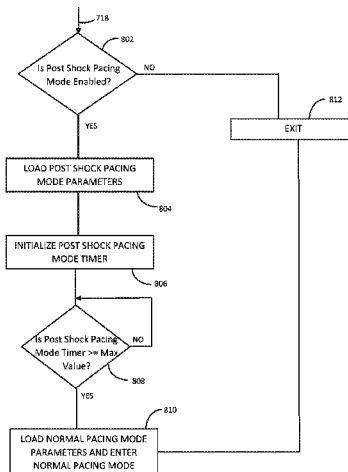 718
802
Is Post Shock Pacing
Mode Enabled?
NO
YES
812
EXIT
LOAD POST SHOCK PACING
MODE PARAMETERS
804
INITIALIZE POST SHOCK PACING
MODE TIMER
806
Is Post Shock Pacing
Mode Timer >= Max
Value?
NO
808
YES
810
LOAD NORMAL PACING MODE
PARAMETERS AND ENTER
NORMAL PACING MODE